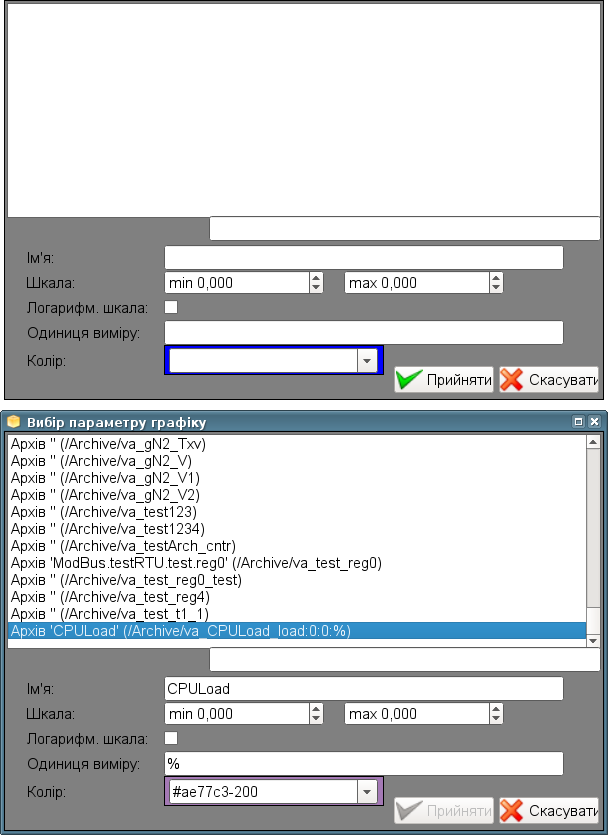 Ім'я:
Шкала: min 0,000 max 0,000
Логарифм. шкала:
Одиниця виміру:
Колір:
Прийняти Скасувати
Вибір параметру графіку
Архів '' (//Archive/va_gN2_Txv)
Архів '' (//Archive/va_gN2_V)
Архів '' (//Archive/va_gN2_V1)
Архів '' (//Archive/va_gN2_V2)
Архів '' (//Archive/va_test123)
Архів '' (//Archive/va_test1234)
Архів '' (//Archive/va_testArch_cntr)
Архів 'ModBus.testRTU.test.reg0' (//Archive/va_test_reg0)
Архів '' (//Archive/va_test_reg0_test)
Архів '' (//Archive/va_test_reg4)
Архів '' (//Archive/va_test_t1_1)
Архів 'CPULoad' (//Archive/va_CPULoad_load:0:0:%)
Ім'я: CPULoad
Шкала: min 0,000 max 0,000
Логарифм. шкала:
Одиниця виміру: %
Колір: #ae77c3-200
Прийняти Скасувати